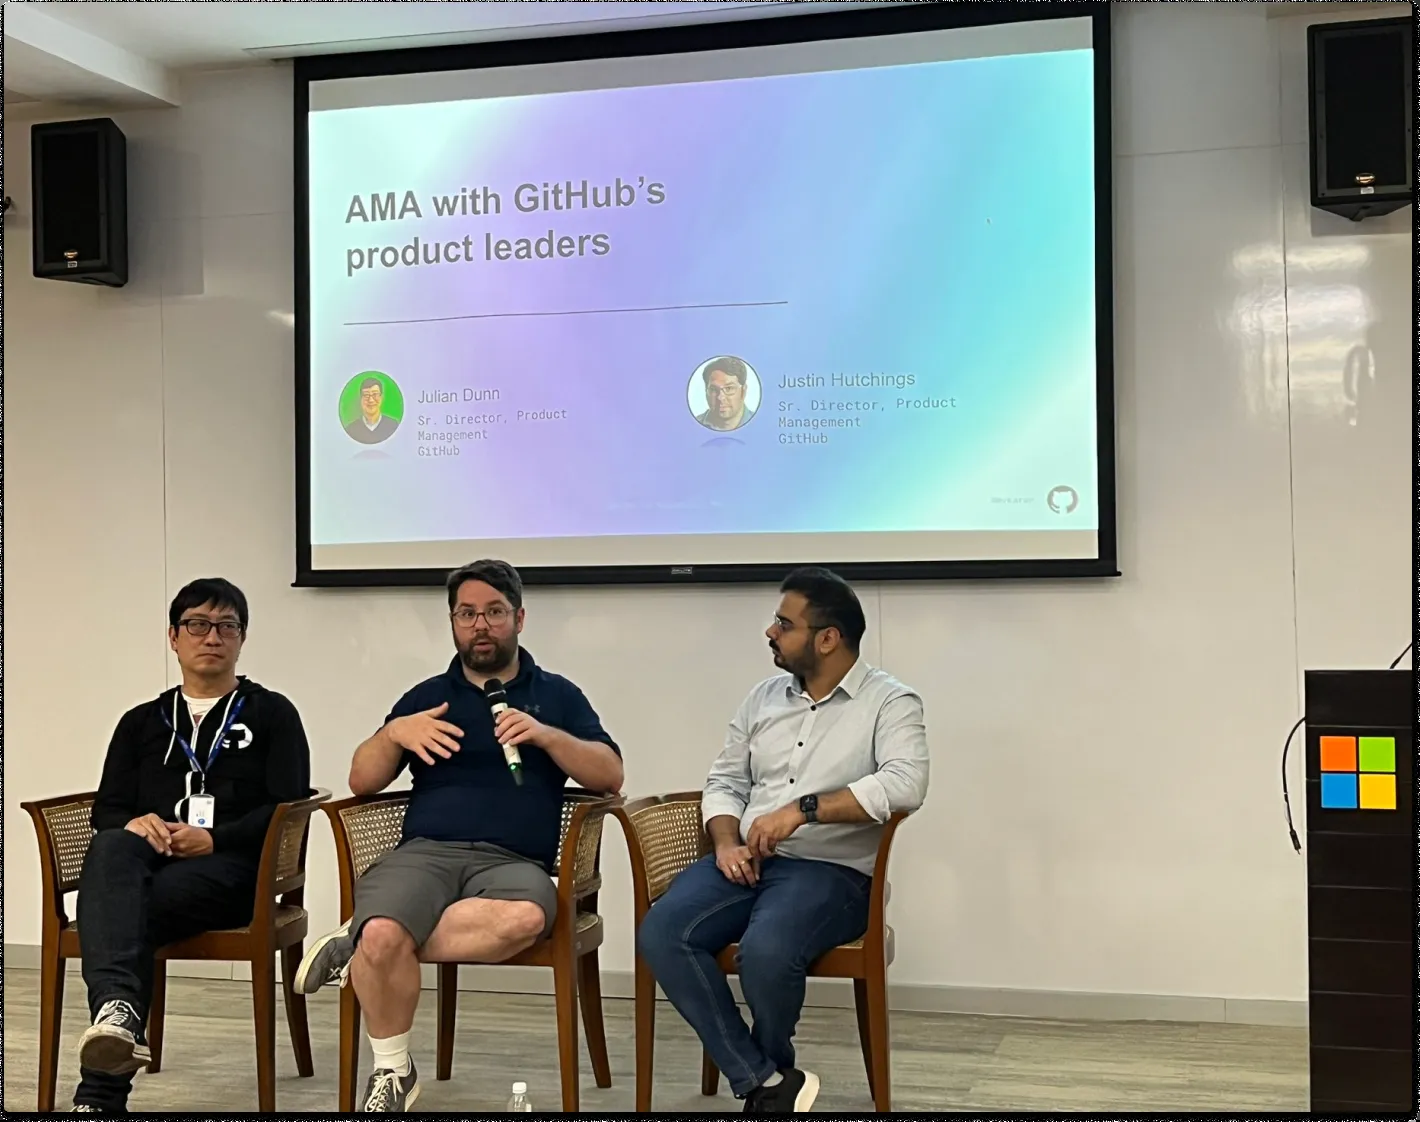 AMA with GitHub's
product leaders
Julian Dunn
Sr. Director, Product
Management
GitHub
Justin Hutchings
Sr. Director, Product
Management
GitHub